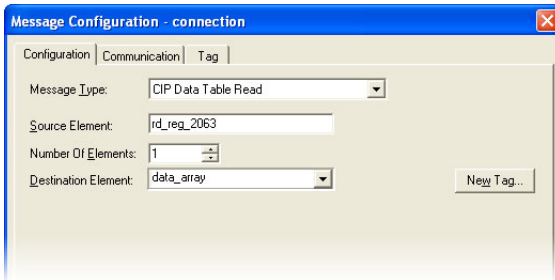 Message Configuration - connection
Configuration Communication Tag
Message Type: CIP Data Table Read
Source Element: rd_reg_2063
Number Of Elements: 1
Destination Element: data_array New Tag...